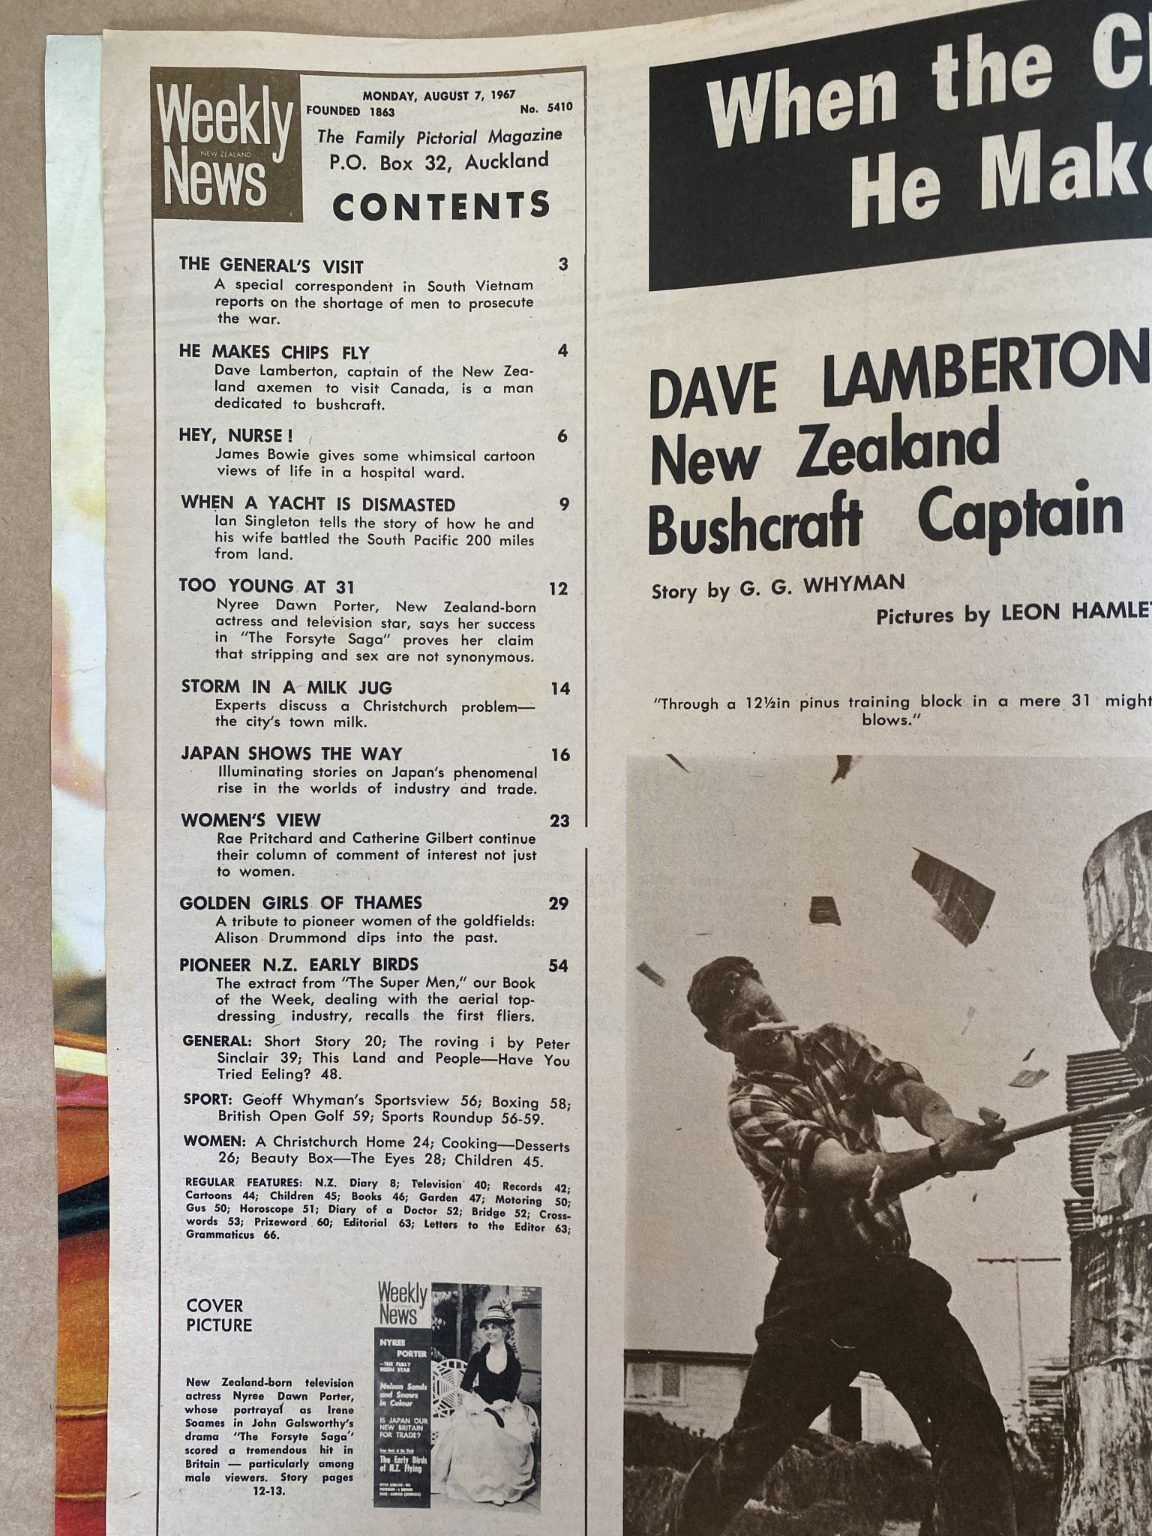 Weekly
NEW ZEALAND
News
MONDAY, AUGUST 7, 1967
FOUNDED 1863 No. 5410
The Family Pictorial Magazine
P.O. Box 32, Auckland
CONTENTS
THE GENERAL'S VISIT 3
A special correspondent in South Vietnam
reports on the shortage of men to prosecute
the war.
HE MAKES CHIPS FLY 4
Dave Lamberton, captain of the New Zea-
land axemen to visit Canada, is a man
dedicated to bushcraft.
HEY, NURSE! 6
James Bowie gives some whimsical cartoon
views of life in a hospital ward.
WHEN A YACHT IS DISMASTED 9
Ian Singleton tells the story of how he and
his wife battled the South Pacific 200 miles
from land.
TOO YOUNG AT 31 12
Nyree Dawn Porter, New Zealand-born
actress and television star, says her success
in "The Forsyte Saga" proves her claim
that stripping and sex are not synonymous.
STORM IN A MILK JUG 14
Experts discuss a Christchurch problem—
the city's town milk.
JAPAN SHOWS THE WAY 16
Illuminating stories on Japan's phenomenal
rise in the worlds of industry and trade.
WOMEN'S VIEW 23
Rae Pritchard and Catherine Gilbert continue
their column of comment of interest not just
to women.
GOLDEN GIRLS OF THAMES 29
A tribute to pioneer women of the goldfields:
Alison Drummond dips into the past.
PIONEER N.Z. EARLY BIRDS 54
The extract from "The Super Men," our Book
of the Week, dealing with the aerial top-
dressing industry, recalls the first fliers.
GENERAL: Short Story 20; The roving i by Peter
Sinclair 39; This Land and People—Have You
Tried Eeling? 48.
SPORT: Geoff Whyman's Sportsview 56; Boxing 58;
British Open Golf 59; Sports Roundup 56-59.
WOMEN: A Christchurch Home 24; Cooking—Desserts
26; Beauty Box—The Eyes 28; Children 45.
REGULAR FEATURES: N.Z. Diary 8; Television 40; Records 42;
Cartoons 44; Children 45; Books 46; Garden 47; Motoring 50;
Gus 50; Horoscope 51; Diary of a Doctor 52; Bridge 52; Cross-
words 53; Prizeword 60; Editorial 63; Letters to the Editor 63;
Grammaticus 66.
COVER
PICTURE
New Zealand-born television
actress Nyree Dawn Porter,
whose portrayal as Irene
Soames in John Galsworthy's
drama "The Forsyte Saga"
scored a tremendous hit in
Britain — particularly among
male viewers. Story pages
12-13.
Weekly
News
NYREE
PORTER
Nelson Sands
and Snows
in Colour
IS JAPAN OUR
NEW BRITAIN
FOR TRADE?
The Early Birds
of N.Z. Flying
When the
He Mak
DAVE LAMBERTON
New Zealand
Bushcraft Captain
Story by G. G. WHYMAN
Pictures by LEON HAMLE
"Through a 12½in pinus training block in a mere 31 might
blows."